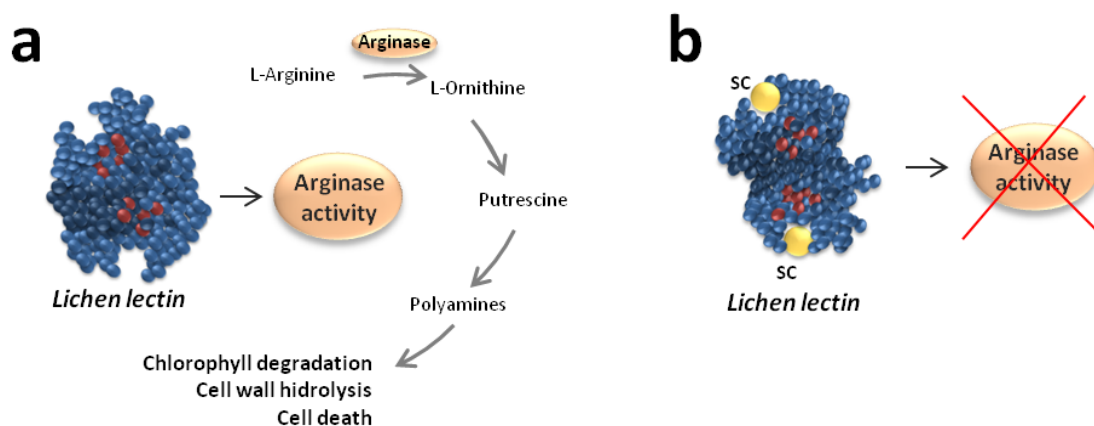 a
Arginase
L-Arginine
L-Ornithine
Arginase
activity
Putrescine
Lichen lectin
Polyamines
Chlorophyll degradation
Cell wall hidrolysis
Cell death
b
SC
Arginase
activity
SC
Lichen lectin